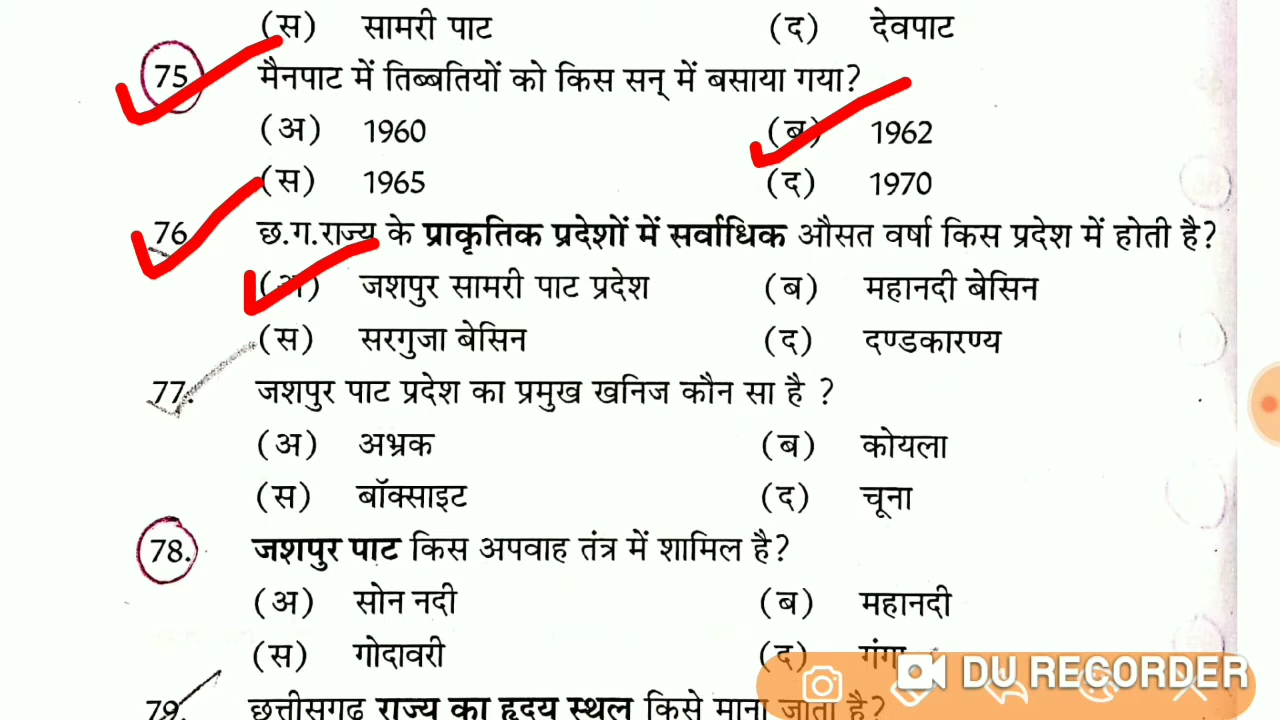 (स) सामरी पाट (द) देवपाट
75. मैनपाट में तिब्बतियों को किस सन् में बसाया गया?
(अ) 1960 (ब) 1962
(स) 1965 (द) 1970
76. छ.ग.राज्य के प्राकृतिक प्रदेशों में सर्वाधिक औसत वर्षा किस प्रदेश में होती है?
(अ) जशपुर सामरी पाट प्रदेश (ब) महानदी बेसिन
(स) सरगुजा बेसिन (द) दण्डकारण्य
77. जशपुर पाट प्रदेश का प्रमुख खनिज कौन सा है ?
(अ) अभ्रक (ब) कोयला
(स) बॉक्साइट (द) चूना
78. जशपुर पाट किस अपवाह तंत्र में शामिल है?
(अ) सोन नदी (ब) महानदी
(स) गोदावरी (द) गंगा
DU RECORDER
79. छत्तीसगढ़ राज्य का हृदय स्थल किसे माना जाता है?